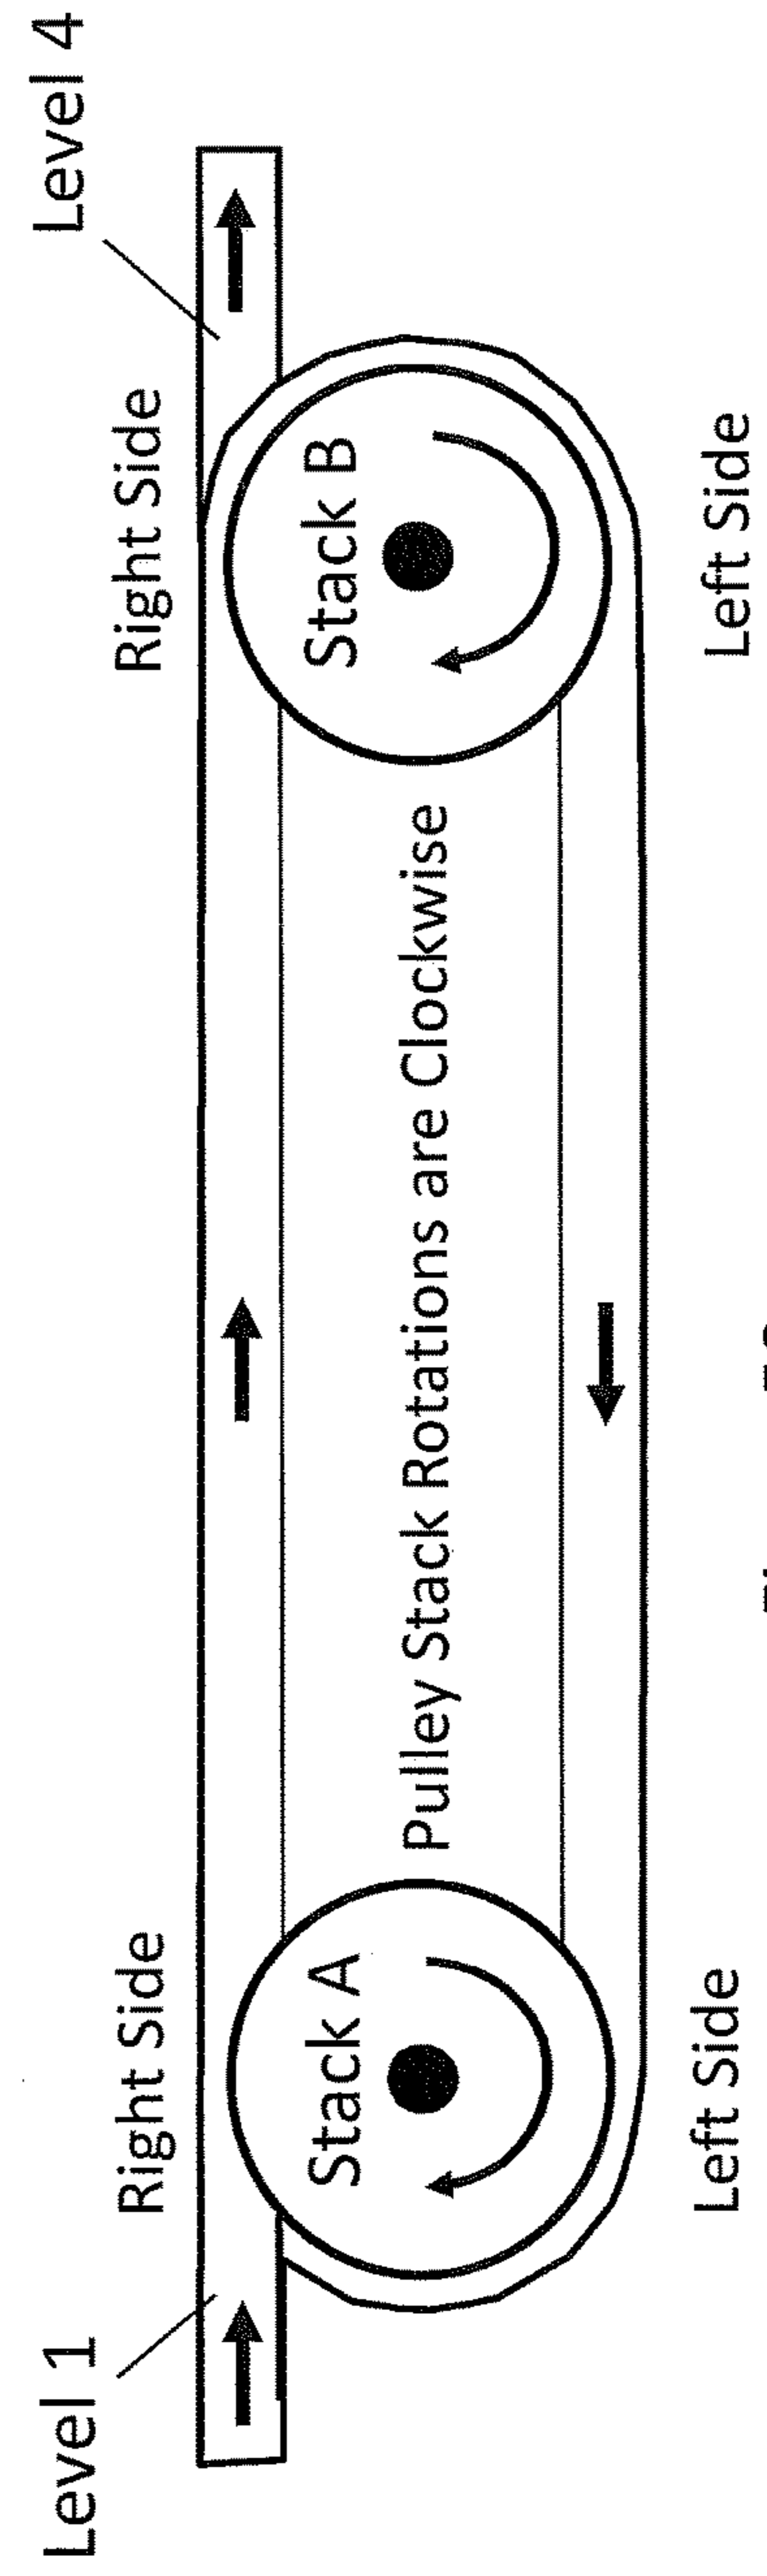 Level 1
Level 4
Right Side
Right Side
Stack A
Stack B
Pulley Stack Rotations are Clockwise
Left Side
Left Side